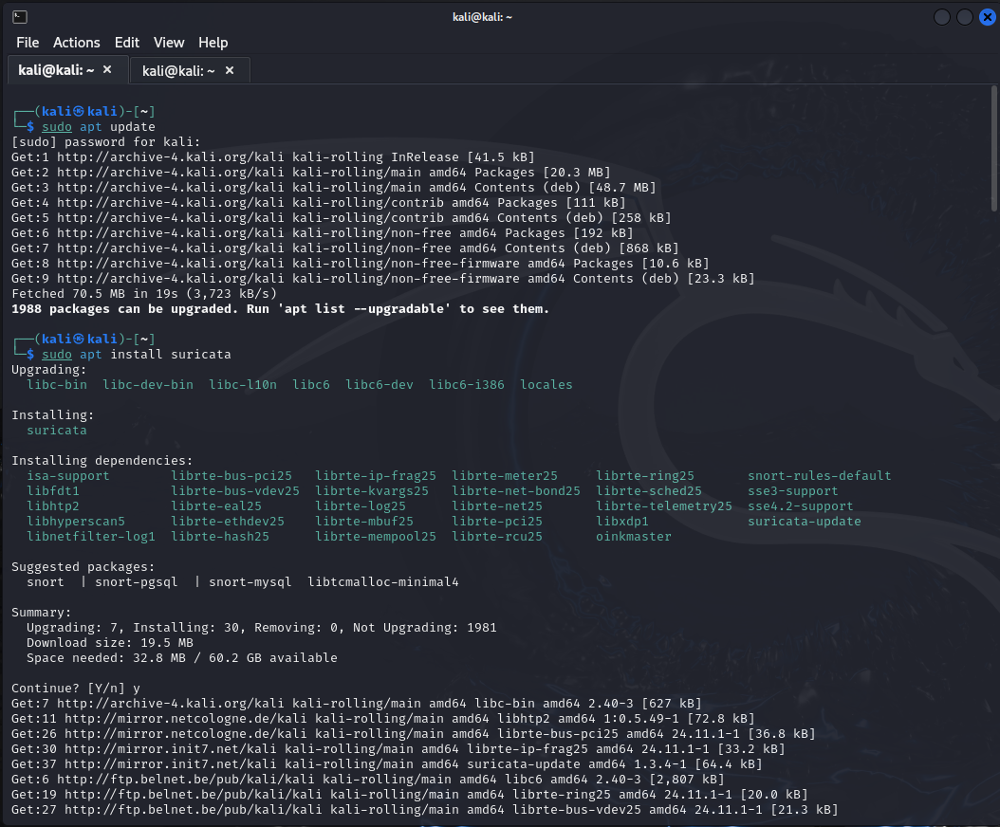 kali@kali: ~
File Actions Edit View Help
kali@kali: ~ × kali@kali: ~ ×
┌──(kali㉿kali)-[~]
└─$ sudo apt update
[sudo] password for kali:
Get:1 http://archive-4.kali.org/kali kali-rolling InRelease [41.5 kB]
Get:2 http://archive-4.kali.org/kali kali-rolling/main amd64 Packages [20.3 MB]
Get:3 http://archive-4.kali.org/kali kali-rolling/main amd64 Contents (deb) [48.7 MB]
Get:4 http://archive-4.kali.org/kali kali-rolling/contrib amd64 Packages [111 kB]
Get:5 http://archive-4.kali.org/kali kali-rolling/contrib amd64 Contents (deb) [258 kB]
Get:6 http://archive-4.kali.org/kali kali-rolling/non-free amd64 Packages [192 kB]
Get:7 http://archive-4.kali.org/kali kali-rolling/non-free amd64 Contents (deb) [868 kB]
Get:8 http://archive-4.kali.org/kali kali-rolling/non-free-firmware amd64 Packages [10.6 kB]
Get:9 http://archive-4.kali.org/kali kali-rolling/non-free-firmware amd64 Contents (deb) [23.3 kB]
Fetched 70.5 MB in 19s (3,723 kB/s)
1988 packages can be upgraded. Run 'apt list --upgradable' to see them.
┌──(kali㉿kali)-[~]
└─$ sudo apt install suricata
Upgrading:
libc-bin libc-dev-bin libc-l10n libc6 libc6-dev libc6-i386 locales
Installing:
suricata
Installing dependencies:
isa-support librte-bus-pci25 librte-ip-frag25 librte-meter25 librte-ring25 snort-rules-default
libfdt1 librte-bus-vdev25 librte-kvargs25 librte-net-bond25 librte-sched25 sse3-support
libhtp2 librte-eal25 librte-log25 librte-net25 librte-telemetry25 sse4.2-support
libhyperscan5 librte-ethdev25 librte-mbuf25 librte-pci25 libxdp1 suricata-update
libnetfilter-log1 librte-hash25 librte-mempool25 librte-rcu25 oinkmaster
Suggested packages:
snort | snort-pgsql | snort-mysql libtcmalloc-minimal4
Summary:
Upgrading: 7, Installing: 30, Removing: 0, Not Upgrading: 1981
Download size: 19.5 MB
Space needed: 32.8 MB / 60.2 GB available
Continue? [Y/n] y
Get:7 http://archive-4.kali.org/kali kali-rolling/main amd64 libc-bin amd64 2.40-3 [627 kB]
Get:11 http://mirror.netcologne.de/kali kali-rolling/main amd64 libhtp2 amd64 1:0.5.49-1 [72.8 kB]
Get:26 http://mirror.netcologne.de/kali kali-rolling/main amd64 librte-bus-pci25 amd64 24.11.1-1 [36.8 kB]
Get:30 http://mirror.init7.net/kali kali-rolling/main amd64 librte-ip-frag25 amd64 24.11.1-1 [33.2 kB]
Get:37 http://mirror.init7.net/kali kali-rolling/main amd64 suricata-update amd64 1.3.4-1 [64.4 kB]
Get:6 http://ftp.belnet.be/pub/kali/kali kali-rolling/main amd64 libc6 amd64 2.40-3 [2,807 kB]
Get:19 http://ftp.belnet.be/pub/kali/kali kali-rolling/main amd64 librte-ring25 amd64 24.11.1-1 [20.0 kB]
Get:27 http://ftp.belnet.be/pub/kali/kali kali-rolling/main amd64 librte-bus-vdev25 amd64 24.11.1-1 [21.3 kB]